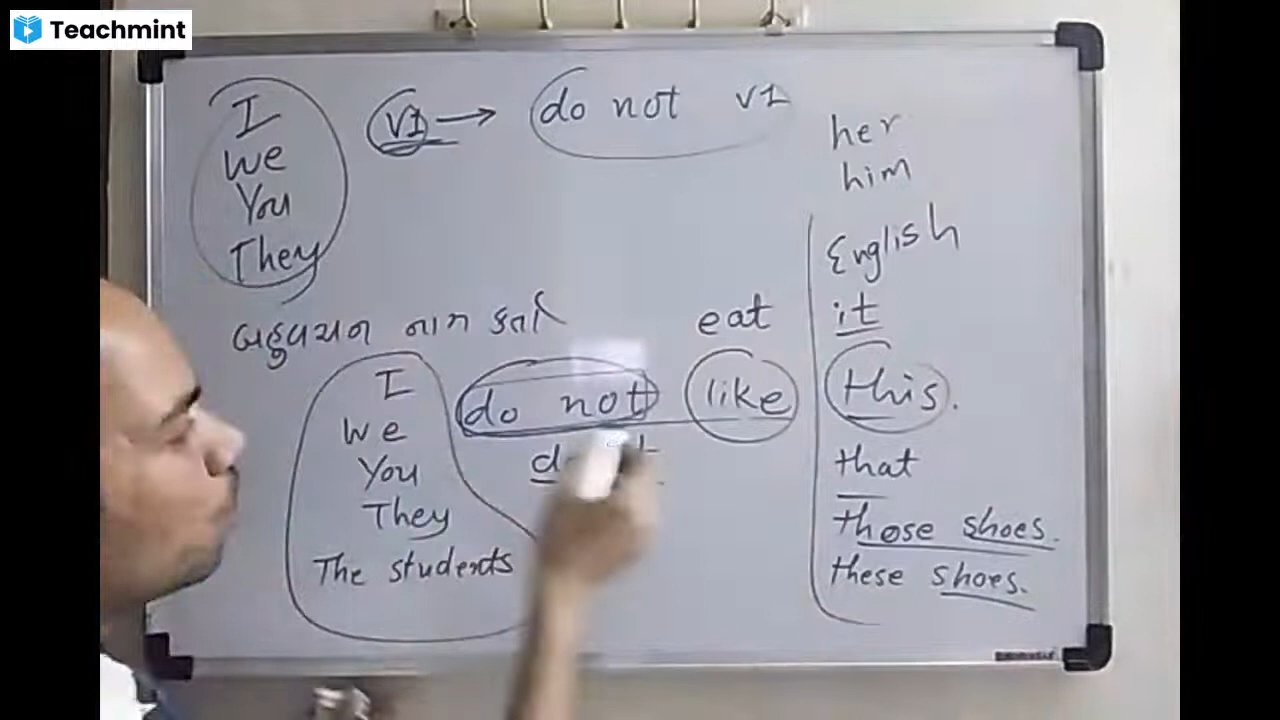 Teachmint
I
We
You
They
V1 → do not V1
her
him
English
it
this.
that
those shoes.
these shoes.
બહુવચન નામ કર્તા
eat
I
We
You
They
The students
do not like